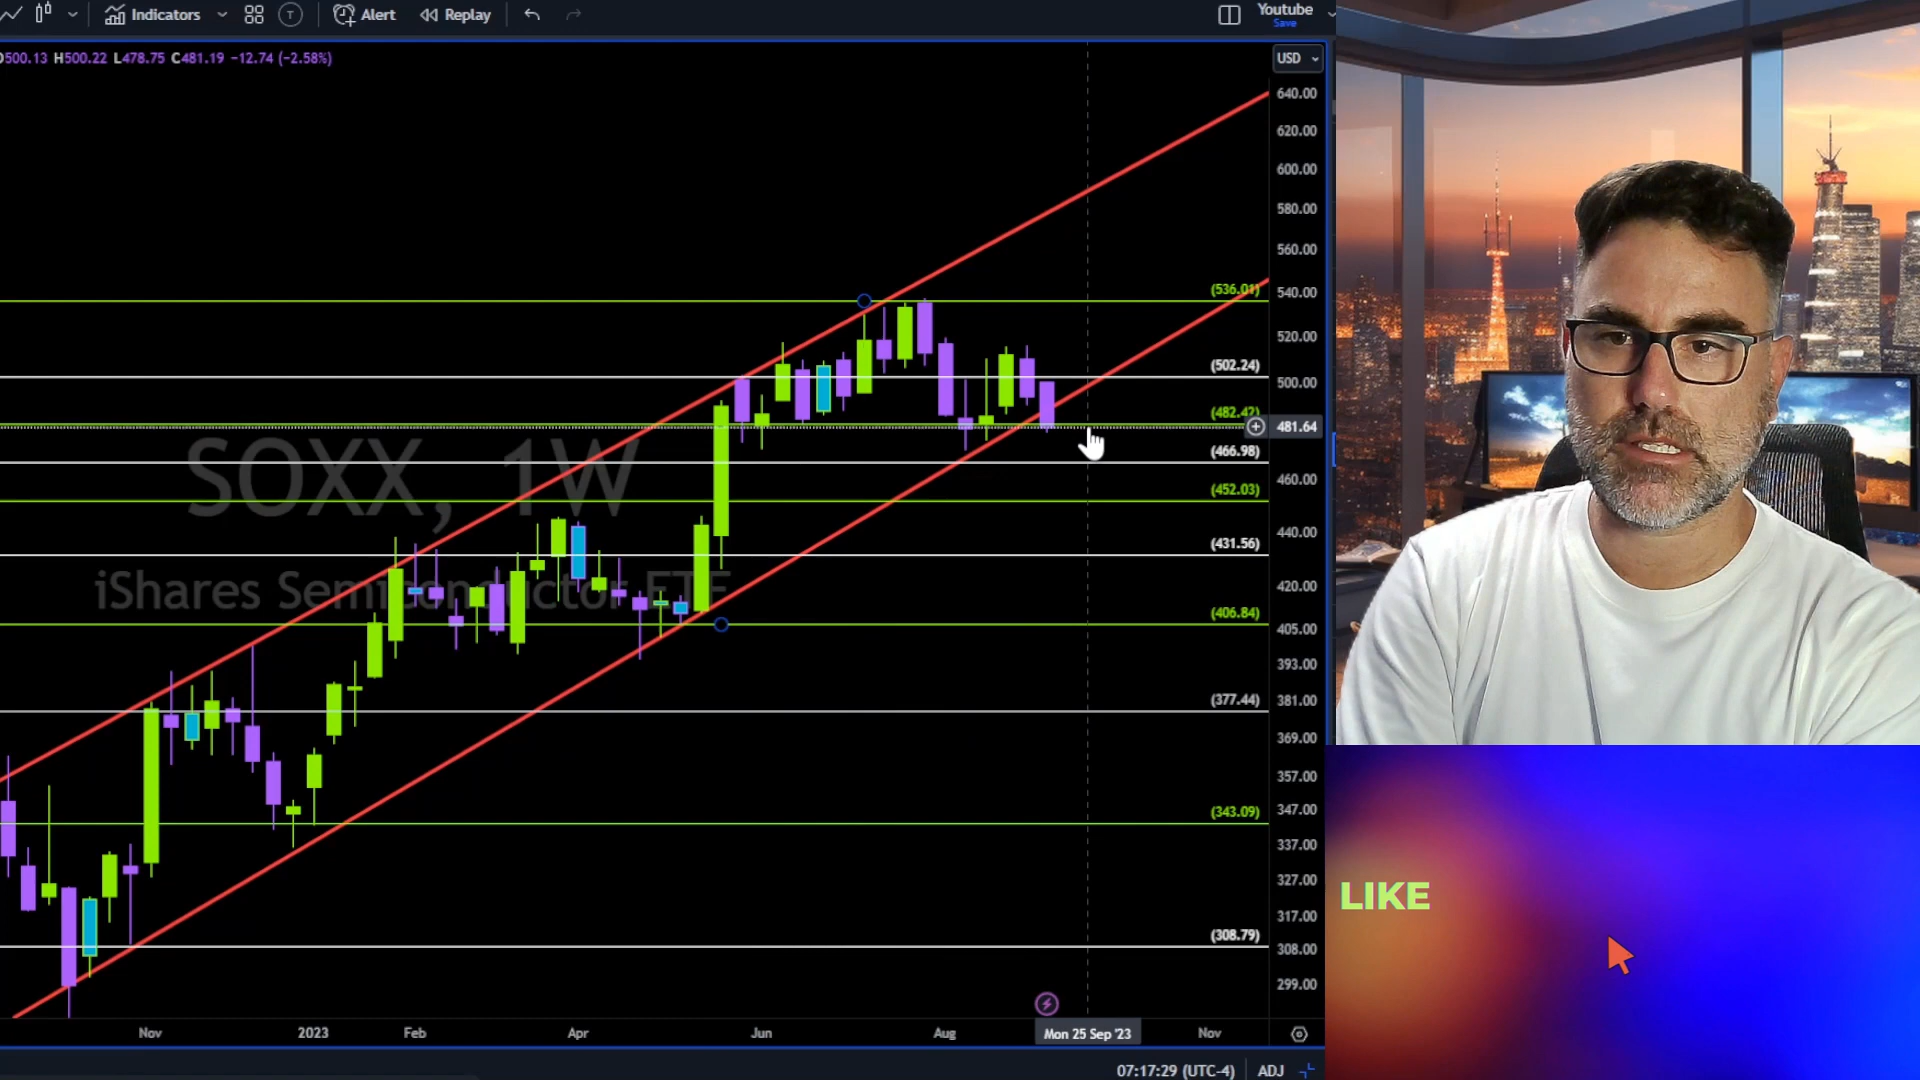 Indicators
T
Alert
Replay
Youtube
Save
O500.13 H500.22 L478.75 C481.19 −12.74 (−2.58%)
USD
640.00
620.00
600.00
580.00
560.00
(536.01)
540.00
520.00
(502.24)
500.00
(482.42)
481.64
(466.98)
460.00
SOXX, 1W
(452.03)
440.00
(431.56)
iShares Semiconductor ETF
420.00
(406.84)
405.00
393.00
(377.44)
381.00
369.00
357.00
(343.09)
347.00
337.00
327.00
317.00
(308.79)
308.00
299.00
Nov
2023
Feb
Apr
Jun
Aug
Mon 25 Sep '23
Nov
07:17:29 (UTC-4)
ADJ
LIKE